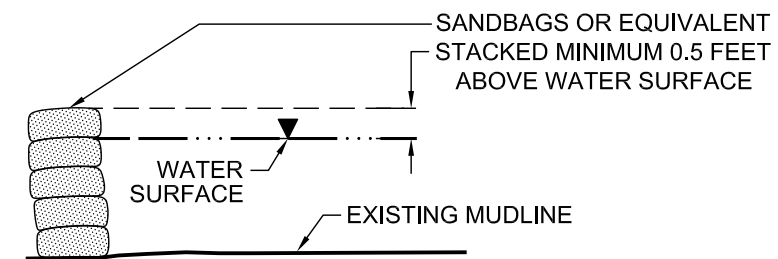 SANDBAGS OR EQUIVALENT
STACKED MINIMUM 0.5 FEET
ABOVE WATER SURFACE
WATER
SURFACE
EXISTING MUDLINE